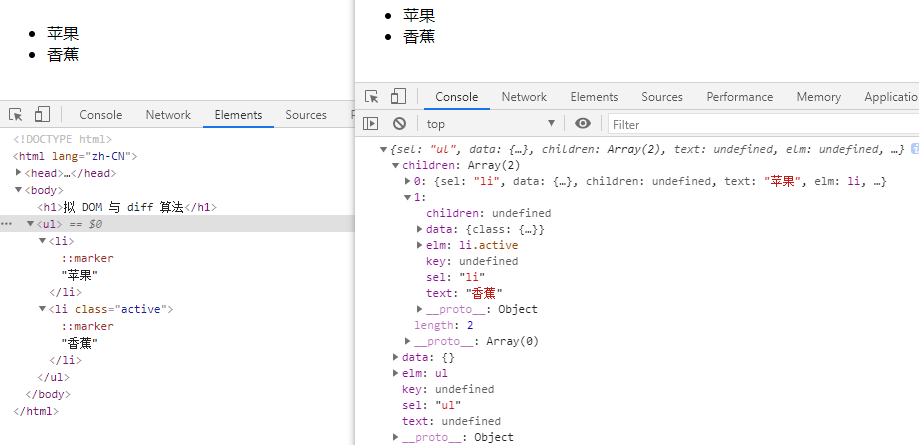 苹果
香蕉
Console Network Elements Sources P
<!DOCTYPE html>
<html lang="zh-CN">
<head>…</head>
<body>
<h1>拟 DOM 与 diff 算法</h1>
<ul> == $0
<li>
::marker
"苹果"
</li>
<li class="active">
::marker
"香蕉"
</li>
</ul>
</body>
</html>
苹果
香蕉
Console Network Elements Sources Performance Memory Application
top Filter
{sel: "ul", data: {…}, children: Array(2), text: undefined, elm: undefined, …}
children: Array(2)
0: {sel: "li", data: {…}, children: undefined, text: "苹果", elm: li, …}
1:
children: undefined
data: {class: {…}}
elm: li.active
key: undefined
sel: "li"
text: "香蕉"
__proto__: Object
length: 2
__proto__: Array(0)
data: {}
elm: ul
key: undefined
sel: "ul"
text: undefined
__proto__: Object